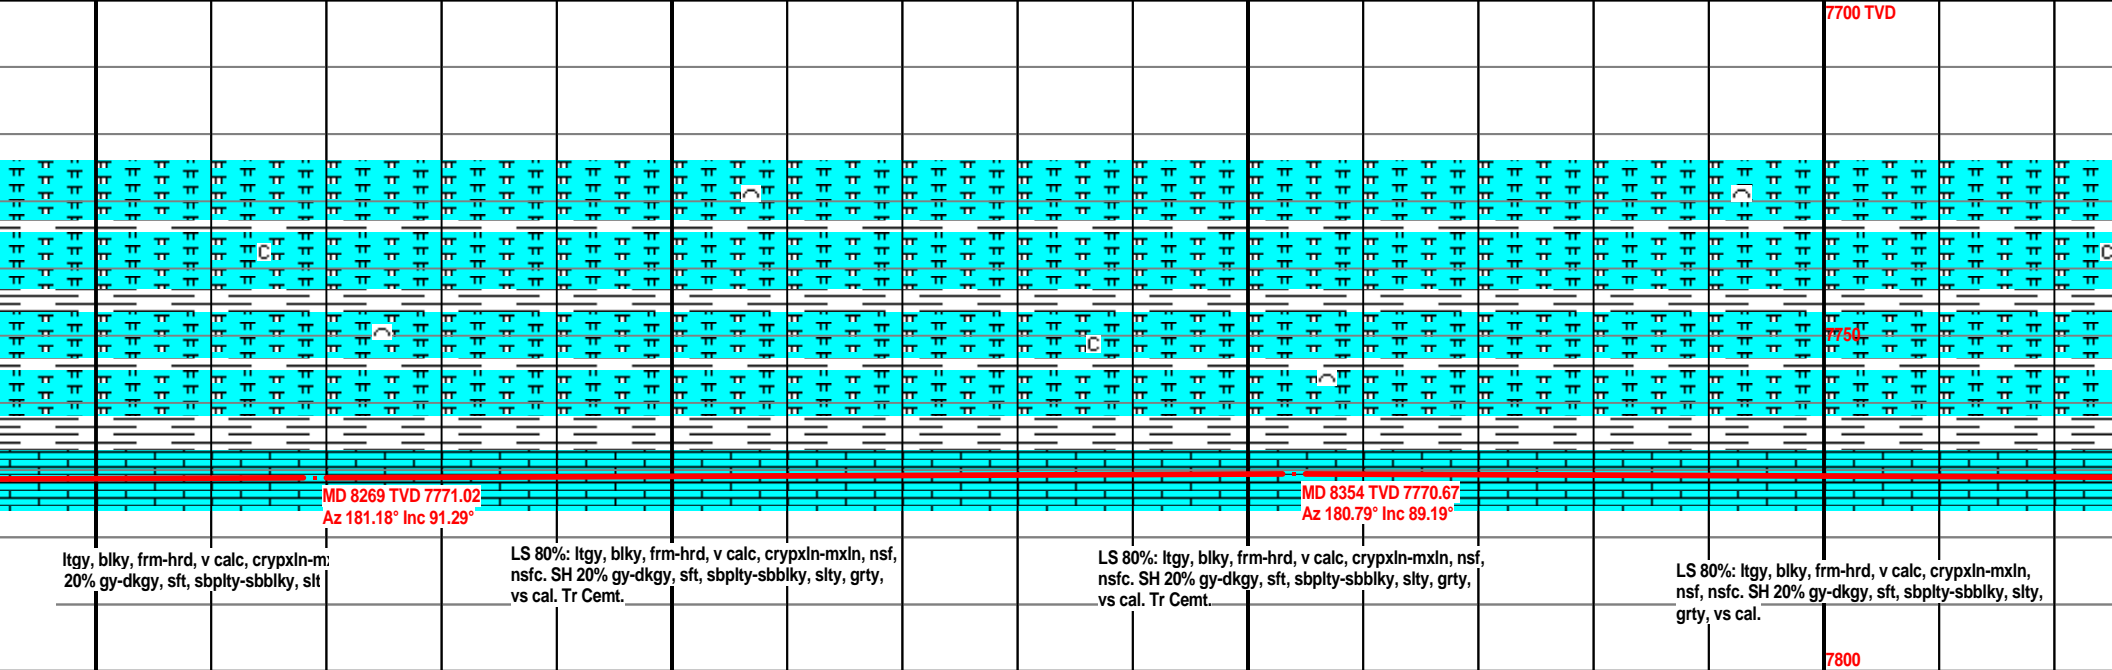 7700 TVD
C
C
7750
C
MD 8269 TVD 7771.02
Az 181.18° Inc 91.29°
MD 8354 TVD 7770.67
Az 180.79° Inc 89.19°
ltgy, blky, frm-hrd, v calc, crypxln-m
20% gy-dkgy, sft, sbplty-sbblky, slt
LS 80%: ltgy, blky, frm-hrd, v calc, crypxln-mxln, nsf,
nsfc. SH 20% gy-dkgy, sft, sbplty-sbblky, slty, grty,
vs cal. Tr Cemt.
LS 80%: ltgy, blky, frm-hrd, v calc, crypxln-mxln, nsf,
nsfc. SH 20% gy-dkgy, sft, sbplty-sbblky, slty, grty,
vs cal. Tr Cemt.
LS 80%: ltgy, blky, frm-hrd, v calc, crypxln-mxln,
nsf, nsfc. SH 20% gy-dkgy, sft, sbplty-sbblky, slty,
grty, vs cal.
7800